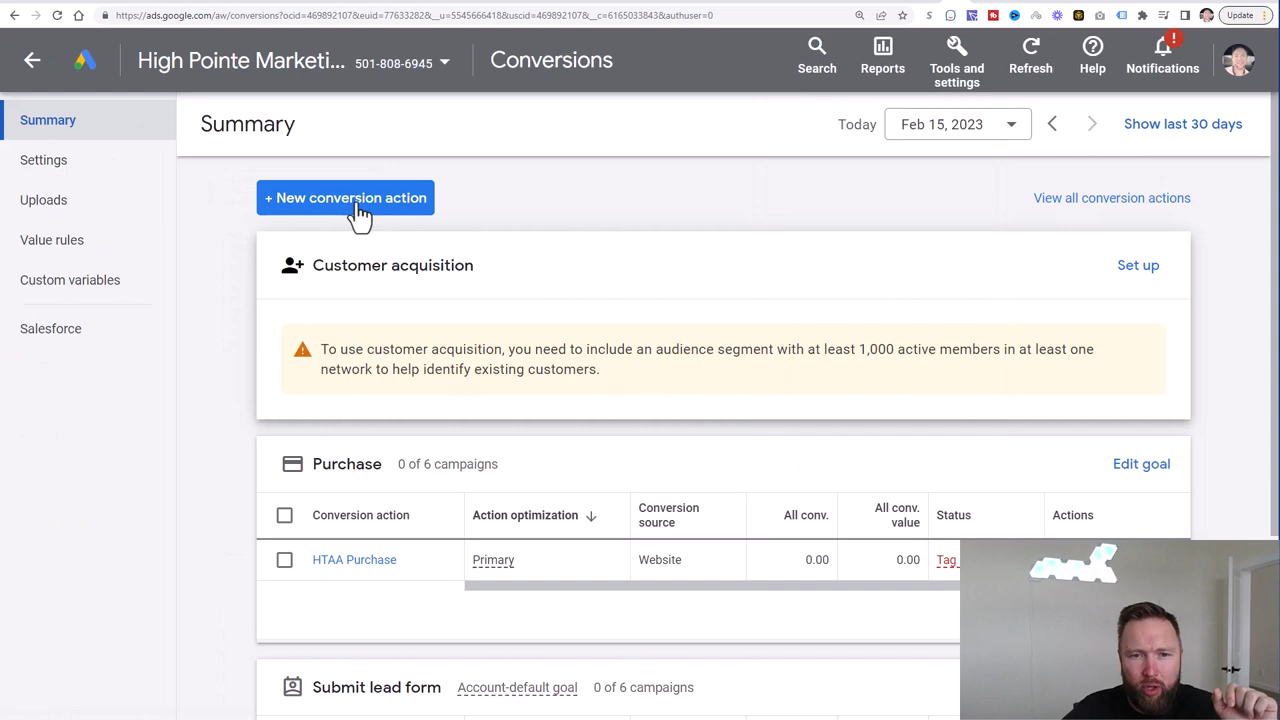 https://ads.google.com/aw/conversions?ocid=469892107&euid=77633282&__u=5545666418&uscid=469892107&__c=6165033843&authuser=0
Update
High Pointe Marketi...
501-808-6945
Conversions
Search
Reports
Tools and
settings
Refresh
Help
Notifications
Summary
Settings
Uploads
Value rules
Custom variables
Salesforce
Summary
Today
Feb 15, 2023
Show last 30 days
+ New conversion action
View all conversion actions
Customer acquisition
Set up
To use customer acquisition, you need to include an audience segment with at least 1,000 active members in at least one
network to help identify existing customers.
Purchase
0 of 6 campaigns
Edit goal
Conversion action
Action optimization
Conversion
source
All conv.
All conv.
value
Status
Actions
HTAA Purchase
Primary
Website
0.00
0.00
Tag
Submit lead form
Account-default goal
0 of 6 campaigns